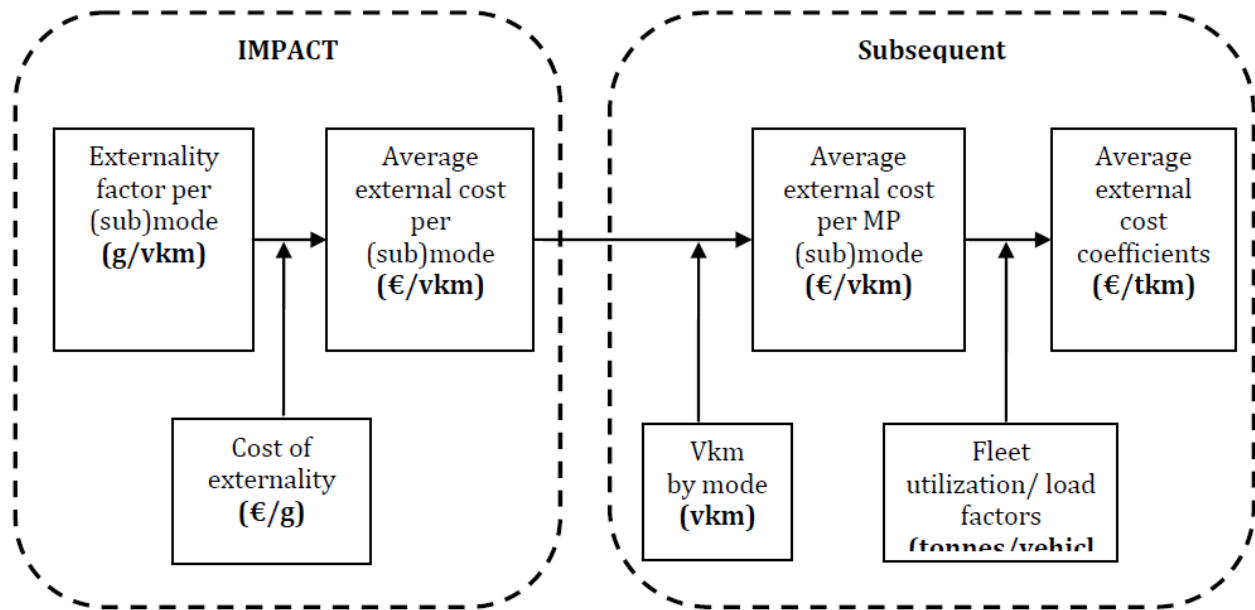 IMPACT
Externality
factor per
(sub)mode
(g/vkm)
Average
external cost
per
(sub)mode
(€/vkm)
Cost of
externality
(€/g)
Subsequent
Average
external cost
per MP
(sub)mode
(€/vkm)
Average
external
cost
coefficients
(€/tkm)
Vkm
by mode
(vkm)
Fleet
utilization/ load
factors
(tonnes/vehicl